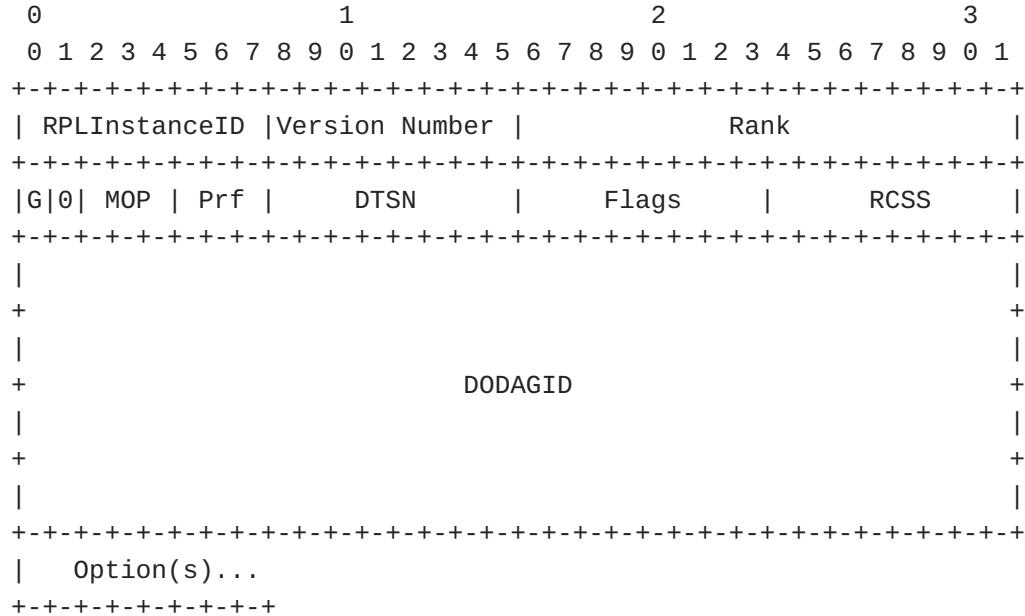 0                   1                   2                   3
 0 1 2 3 4 5 6 7 8 9 0 1 2 3 4 5 6 7 8 9 0 1 2 3 4 5 6 7 8 9 0 1
+-+-+-+-+-+-+-+-+-+-+-+-+-+-+-+-+-+-+-+-+-+-+-+-+-+-+-+-+-+-+-+-+
| RPLInstanceID |Version Number |             Rank              |
+-+-+-+-+-+-+-+-+-+-+-+-+-+-+-+-+-+-+-+-+-+-+-+-+-+-+-+-+-+-+-+-+
|G|0| MOP | Prf |     DTSN      |     Flags     |      RCSS     |
+-+-+-+-+-+-+-+-+-+-+-+-+-+-+-+-+-+-+-+-+-+-+-+-+-+-+-+-+-+-+-+-+
|                                                               |
+                                                               +
|                                                               |
+                            DODAGID                            +
|                                                               |
+                                                               +
|                                                               |
+-+-+-+-+-+-+-+-+-+-+-+-+-+-+-+-+-+-+-+-+-+-+-+-+-+-+-+-+-+-+-+-+
|   Option(s)...
+-+-+-+-+-+-+-+-+